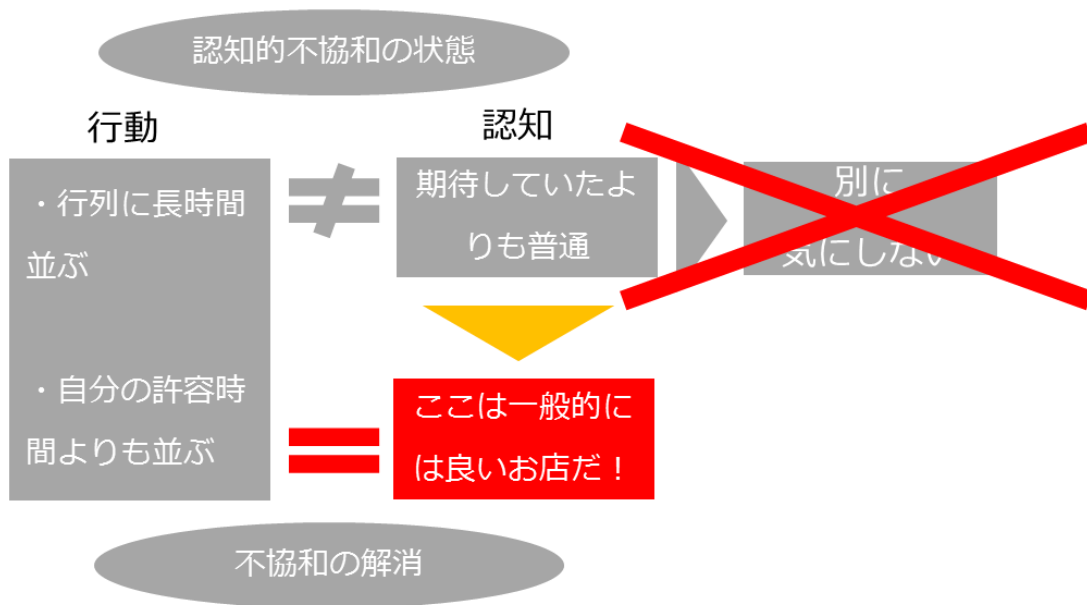 認知的不協和の状態
行動
認知
・行列に長時間
並ぶ
・自分の許容時
間よりも並ぶ
≠
期待していたよ
りも普通
別に
気にしない
=
ここは一般的に
は良いお店だ！
不協和の解消